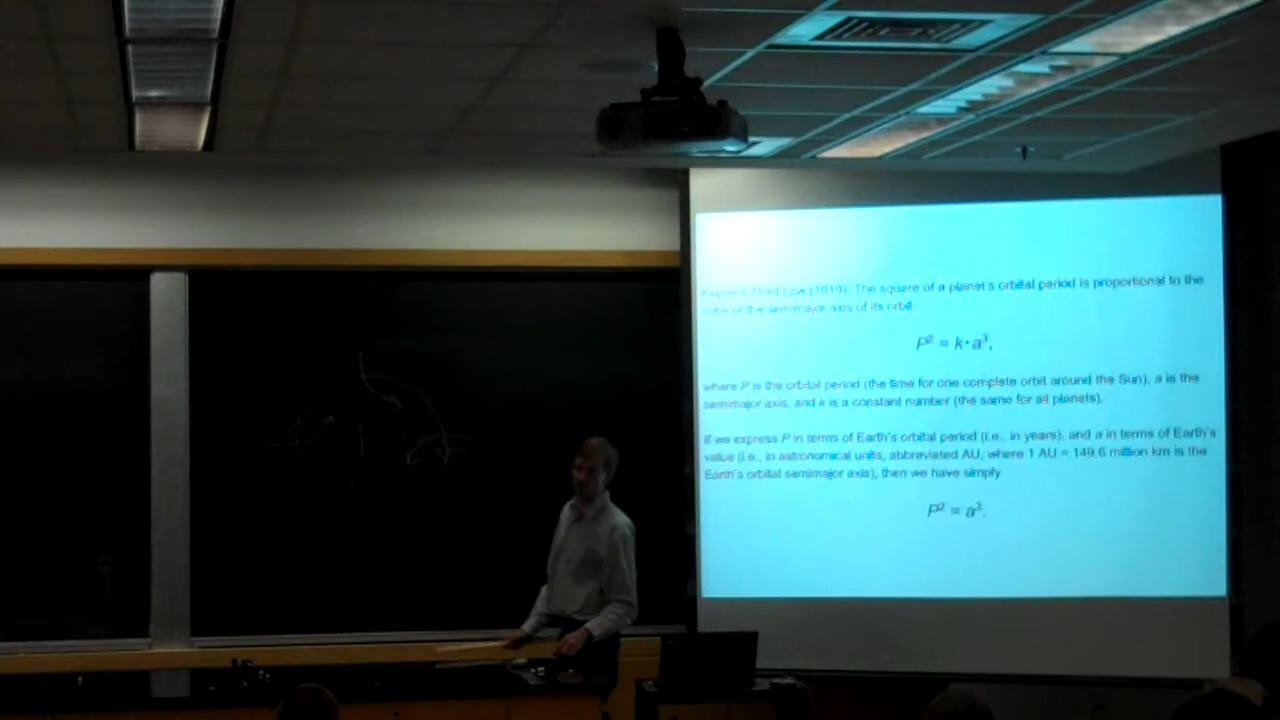 Kepler's Third Law (1619): The square of a planet's orbital period is proportional to the
cube of the semimajor axis of its orbit:
P² = k·a³,
where P is the orbital period (the time for one complete orbit around the Sun), a is the
semimajor axis, and k is a constant number (the same for all planets).
If we express P in terms of Earth's orbital period (i.e., in years), and a in terms of Earth's
value (i.e., in astronomical units, abbreviated AU, where 1 AU = 149.6 million km is the
Earth's orbital semimajor axis), then we have simply
P² = a³.